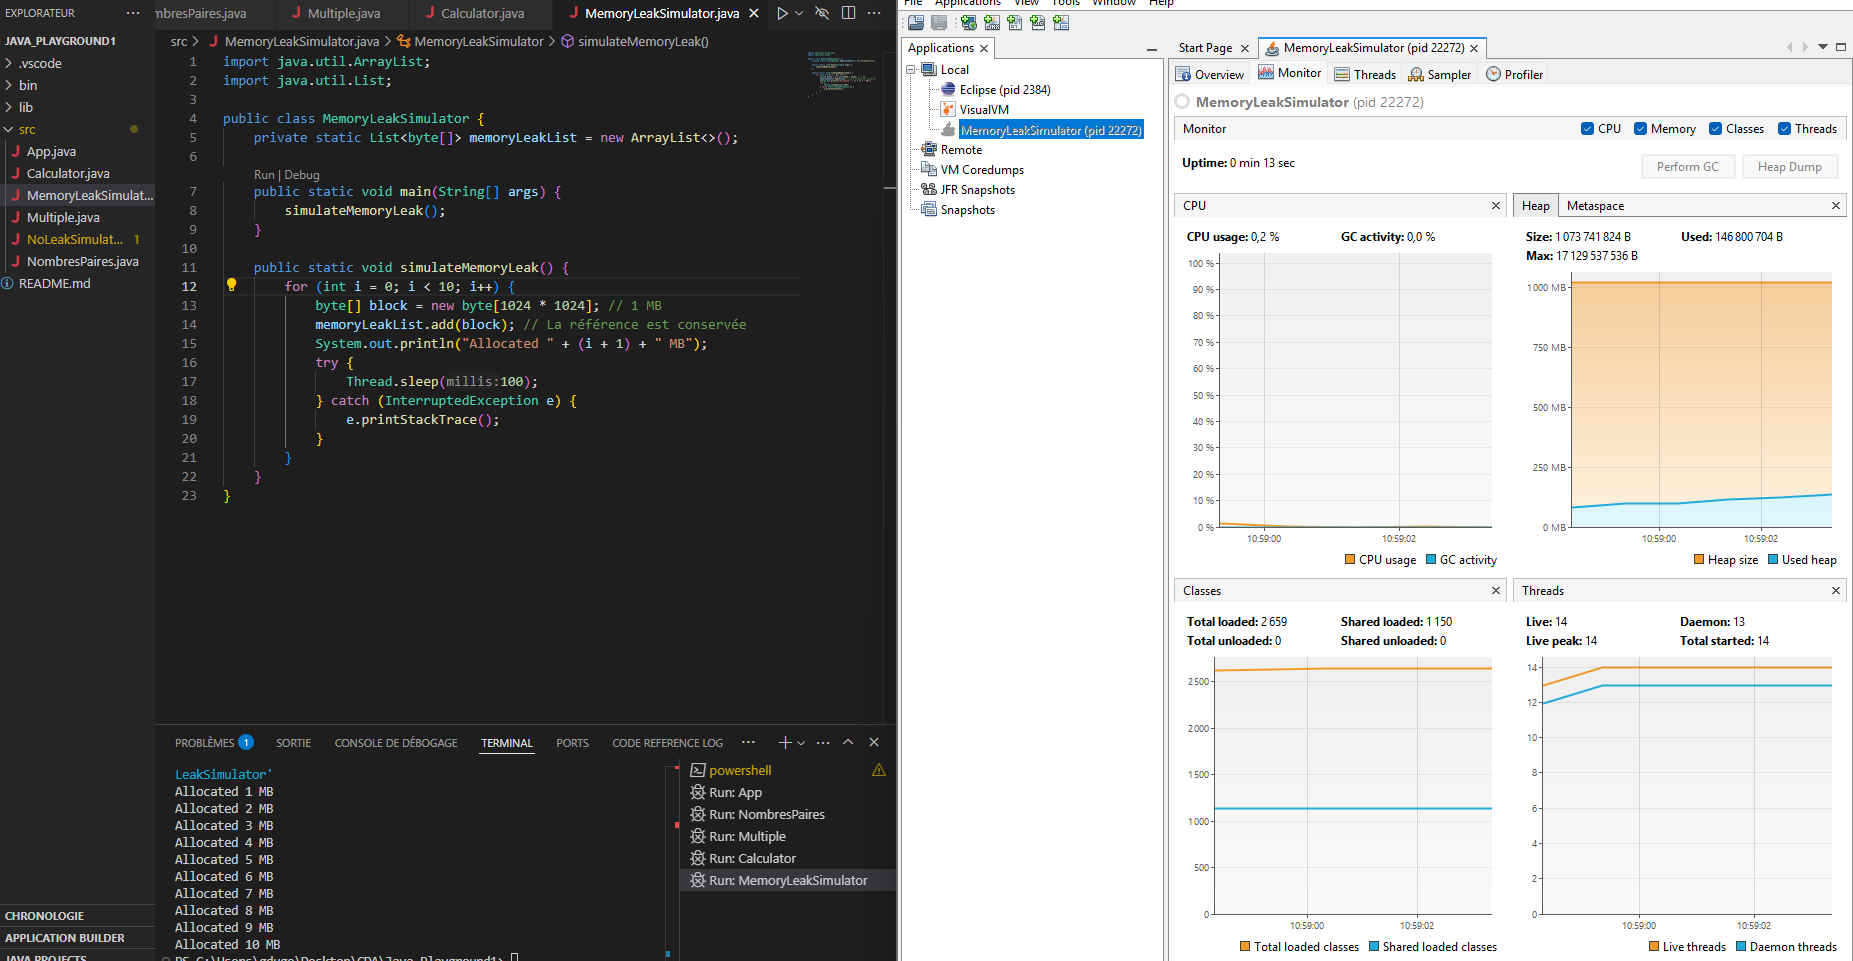 EXPLORATEUR
JAVA_PLAYGROUND1
.vscode
bin
lib
src
App.java
Calculator.java
MemoryLeakSimulat...
Multiple.java
NoLeakSimulat... 1
NombresPaires.java
README.md
CHRONOLOGIE
APPLICATION BUILDER
JAVA PROJECTS
mbresPaires.java
Multiple.java
Calculator.java
MemoryLeakSimulator.java
src > MemoryLeakSimulator.java > MemoryLeakSimulator > simulateMemoryLeak()
1 import java.util.ArrayList;
2 import java.util.List;
3
4 public class MemoryLeakSimulator {
5 private static List<byte[]> memoryLeakList = new ArrayList<>();
6
Run | Debug
7 public static void main(String[] args) {
8 simulateMemoryLeak();
9 }
10
11 public static void simulateMemoryLeak() {
12 for (int i = 0; i < 10; i++) {
13 byte[] block = new byte[1024 * 1024]; // 1 MB
14 memoryLeakList.add(block); // La référence est conservée
15 System.out.println("Allocated " + (i + 1) + " MB");
16 try {
17 Thread.sleep(millis:100);
18 } catch (InterruptedException e) {
19 e.printStackTrace();
20 }
21 }
22 }
23 }
PROBLÈMES 1 SORTIE CONSOLE DE DÉBOGAGE TERMINAL PORTS CODE REFERENCE LOG
LeakSimulator'
Allocated 1 MB
Allocated 2 MB
Allocated 3 MB
Allocated 4 MB
Allocated 5 MB
Allocated 6 MB
Allocated 7 MB
Allocated 8 MB
Allocated 9 MB
Allocated 10 MB
PS C:\Users\gdugo\Desktop\CDA\Java_Playground1>
powershell
Run: App
Run: NombresPaires
Run: Multiple
Run: Calculator
Run: MemoryLeakSimulator
File Applications View Tools Window Help
Applications
Local
Eclipse (pid 2384)
VisualVM
MemoryLeakSimulator (pid 22272)
Remote
VM Coredumps
JFR Snapshots
Snapshots
Start Page
MemoryLeakSimulator (pid 22272)
Overview Monitor Threads Sampler Profiler
MemoryLeakSimulator (pid 22272)
Monitor
CPU Memory Classes Threads
Uptime: 0 min 13 sec
Perform GC Heap Dump
CPU
CPU usage: 0,2 % GC activity: 0,0 %
100 %
90 %
80 %
70 %
60 %
50 %
40 %
30 %
20 %
10 %
0 %
10:59:00 10:59:02
CPU usage GC activity
Heap Metaspace
Size: 1 073 741 824 B Used: 146 800 704 B
Max: 17 129 537 536 B
1000 MB
750 MB
500 MB
250 MB
0 MB
10:59:00 10:59:02
Heap size Used heap
Classes
Total loaded: 2 659 Shared loaded: 1 150
Total unloaded: 0 Shared unloaded: 0
2 500
2 000
1 500
1 000
500
0
10:59:00 10:59:02
Total loaded classes Shared loaded classes
Threads
Live: 14 Daemon: 13
Live peak: 14 Total started: 14
14
12
10
8
6
4
2
0
10:59:00 10:59:02
Live threads Daemon threads